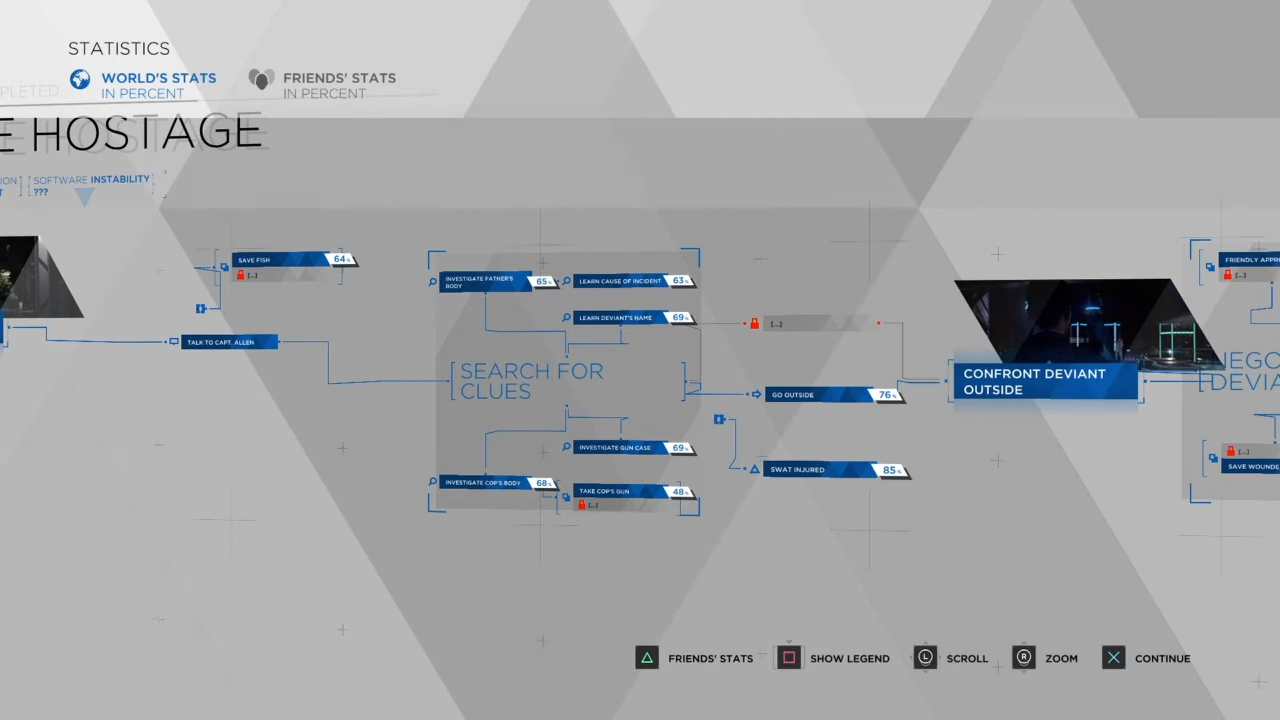 STATISTICS
WORLD'S STATS
IN PERCENT
FRIENDS' STATS
IN PERCENT
PLETED
E HOSTAGE
ION
SOFTWARE INSTABILITY
T
???
SAVE FISH 64%
[...]
TALK TO CAPT. ALLEN
INVESTIGATE FATHER'S
BODY 65%
LEARN CAUSE OF INCIDENT 63%
LEARN DEVIANT'S NAME 69%
SEARCH FOR
CLUES
INVESTIGATE GUN CASE 69%
INVESTIGATE COP'S BODY 68%
TAKE COP'S GUN 48%
[...]
[...]
GO OUTSIDE 76%
SWAT INJURED 85%
CONFRONT DEVIANT
OUTSIDE
FRIENDLY APPR
[...]
NEGO
DEVIA
[...]
SAVE WOUNDE
FRIENDS' STATS
SHOW LEGEND
L
SCROLL
R
ZOOM
CONTINUE